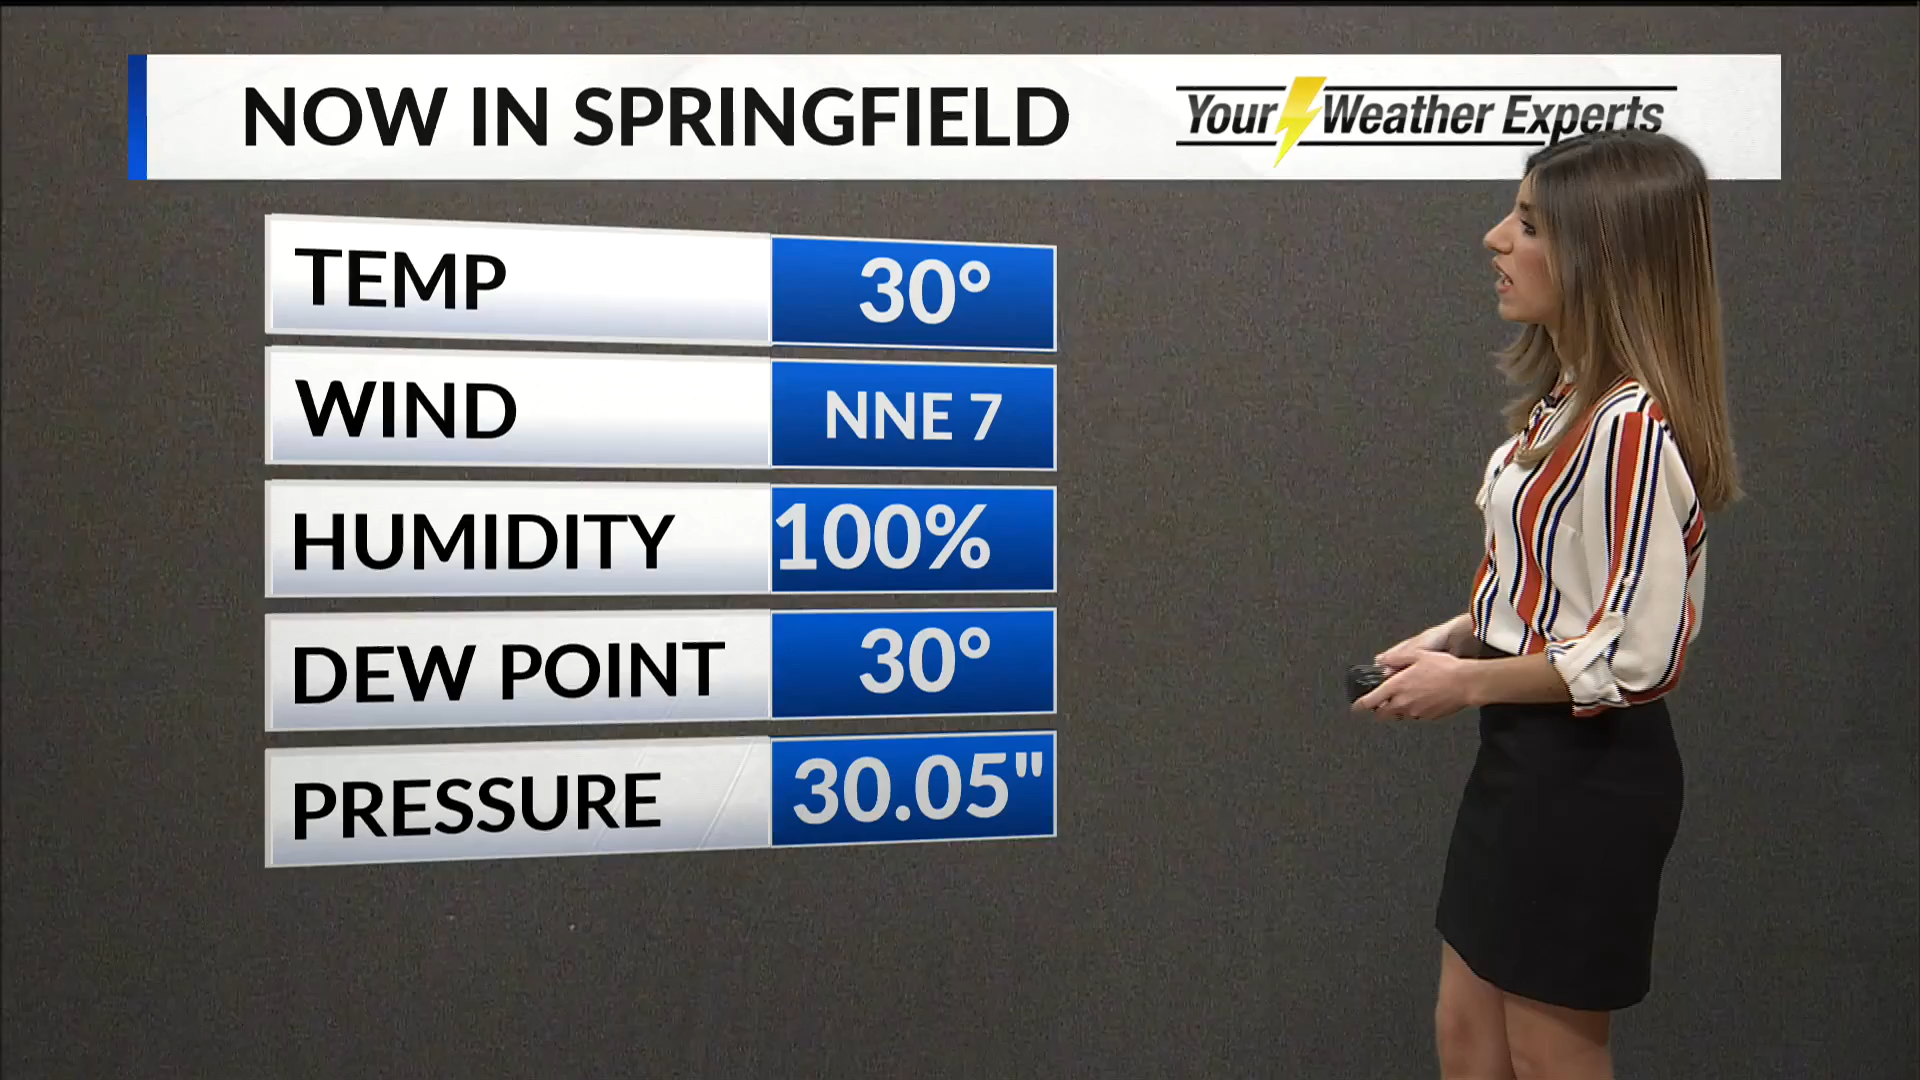 NOW IN SPRINGFIELD
Your Weather Experts
TEMP 30°
WIND NNE 7
HUMIDITY 100%
DEW POINT 30°
PRESSURE 30.05"